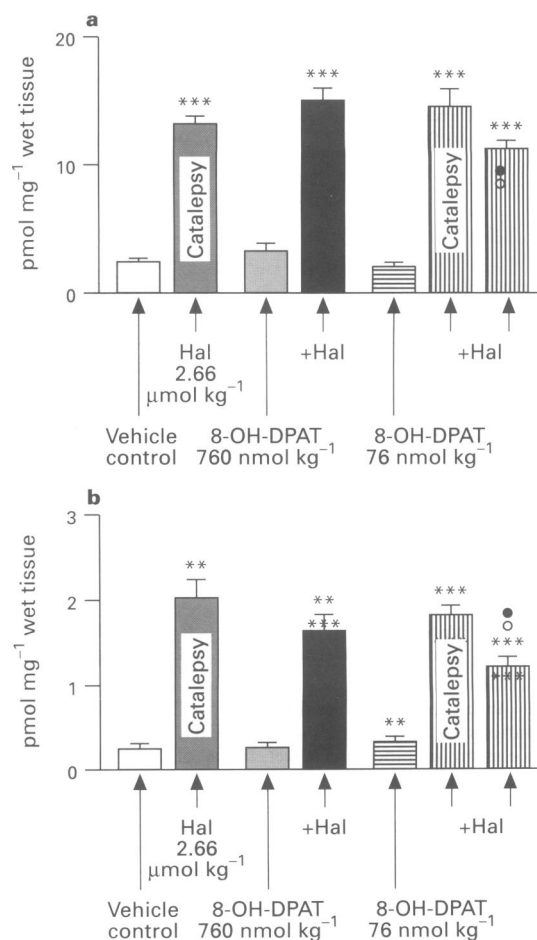 a
20
10
0
pmol mg⁻¹ wet tissue
***
***
***
***
Catalepsy
Catalepsy
Hal
2.66
μmol kg⁻¹
+Hal
+Hal
Vehicle
control
8-OH-DPAT
760 nmol kg⁻¹
8-OH-DPAT
76 nmol kg⁻¹
b
3
2
1
0
pmol mg⁻¹ wet tissue
**
**
***
**
***
***
***
Catalepsy
Catalepsy
Hal
2.66
μmol kg⁻¹
+Hal
+Hal
Vehicle
control
8-OH-DPAT
760 nmol kg⁻¹
8-OH-DPAT
76 nmol kg⁻¹